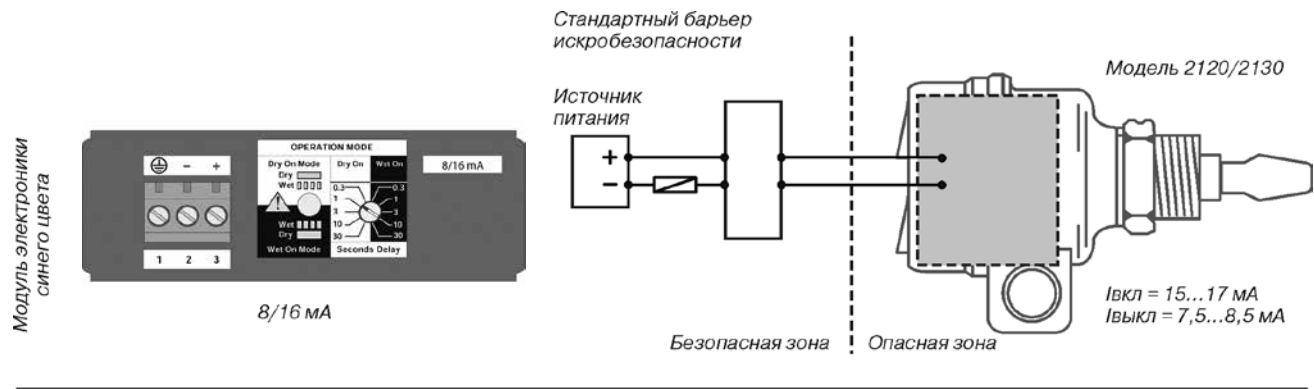 Модуль электроники
синего цвета
- +
1 2 3
OPERATION MODE
Dry On Mode
Dry
Wet
Wet
Dry
Wet On Mode
Dry On
Wet On
0.3 0.3
1 1
3 3
10 10
30 30
Seconds Delay
8/16 mA
8/16 мА
Стандартный барьер
искробезопасности
Источник
питания
+
−
Безопасная зона
Опасная зона
Модель 2120/2130
Iвкл = 15...17 мА
Iвыкл = 7,5...8,5 мА